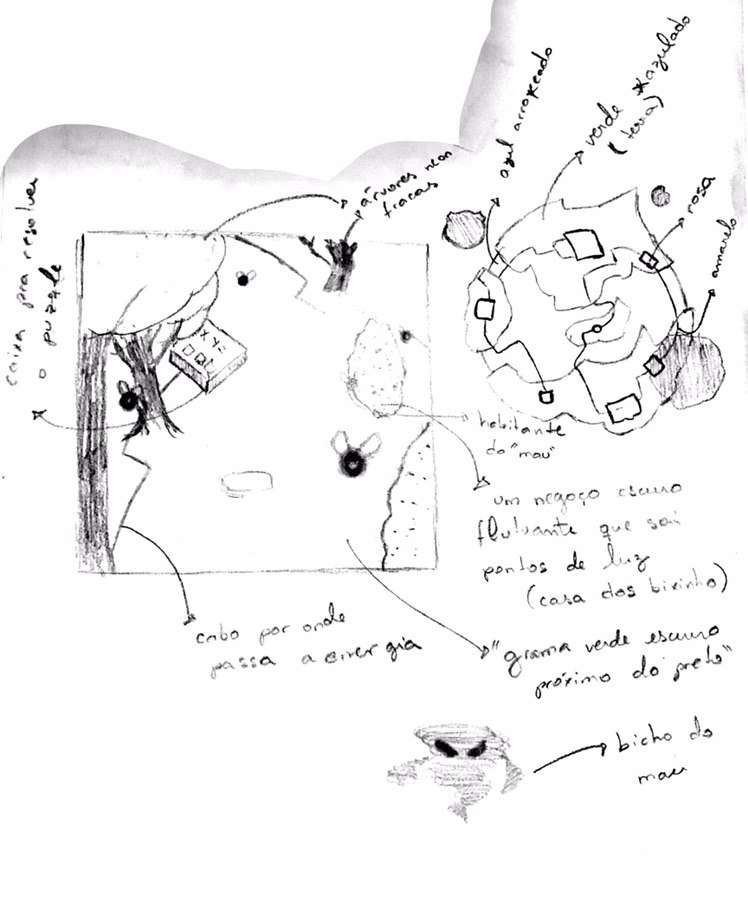 caixa pra resolver
o puzzle
árvores neon
fracas
azul arroxeado
verde azulado
(terra)
rosa
amarelo
X Y Z
habitante
do "mau"
um negoço escuro
flutuante que sai
pontos de luz
(casa dos bixinho)
cabo por onde
passa a energia
"grama verde escuro
próximo do preto"
bicho do
mau